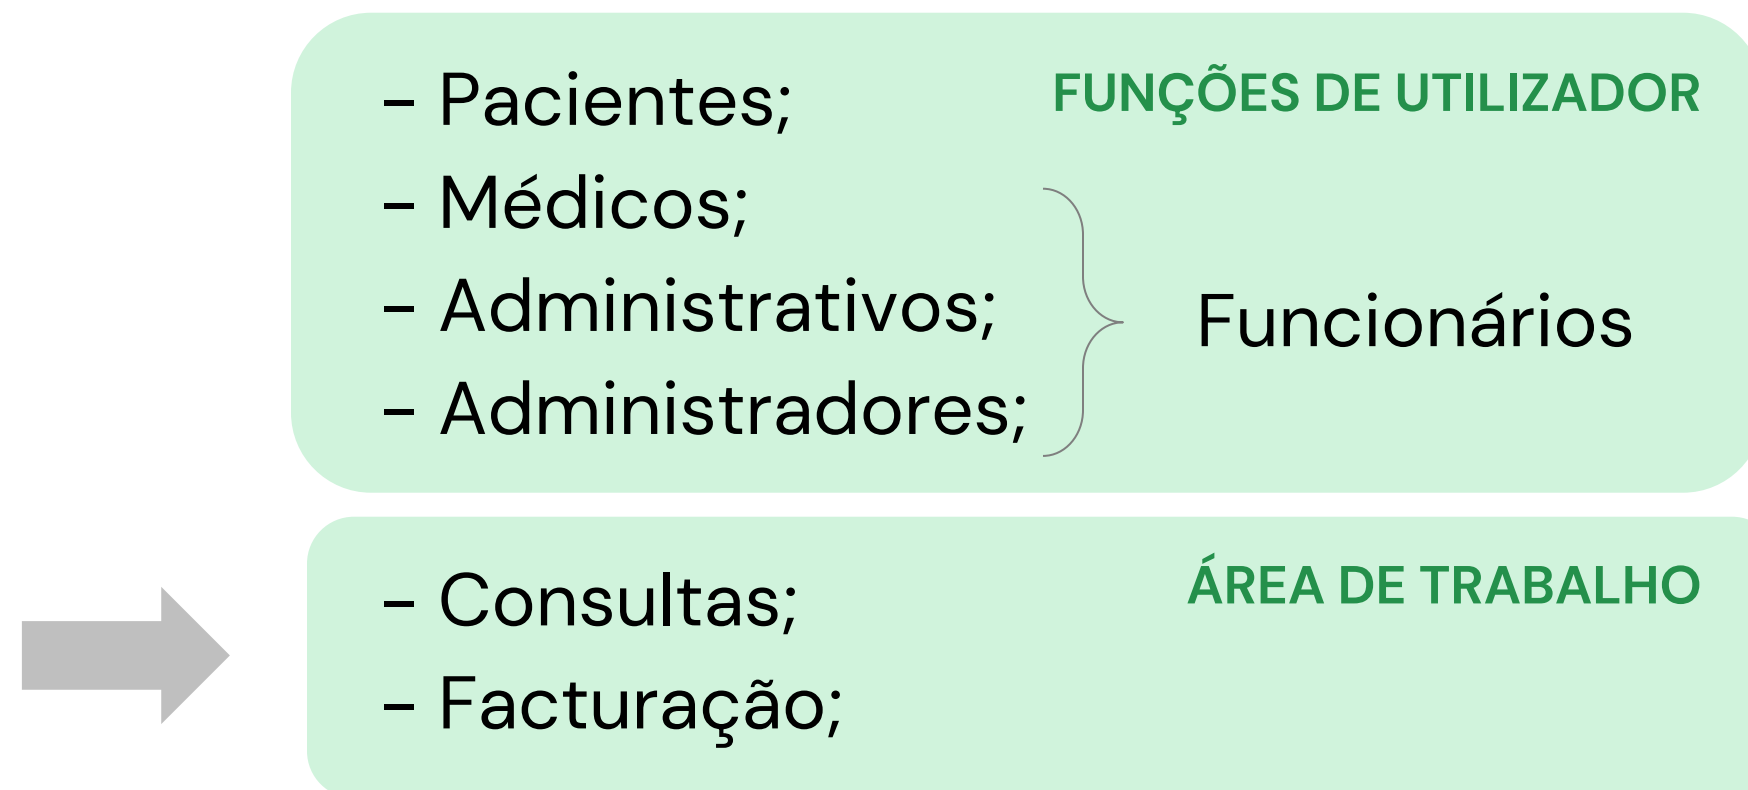 FUNÇÕES DE UTILIZADOR
- Pacientes;
- Médicos;
- Administrativos;
- Administradores;
Funcionários
ÁREA DE TRABALHO
- Consultas;
- Facturação;